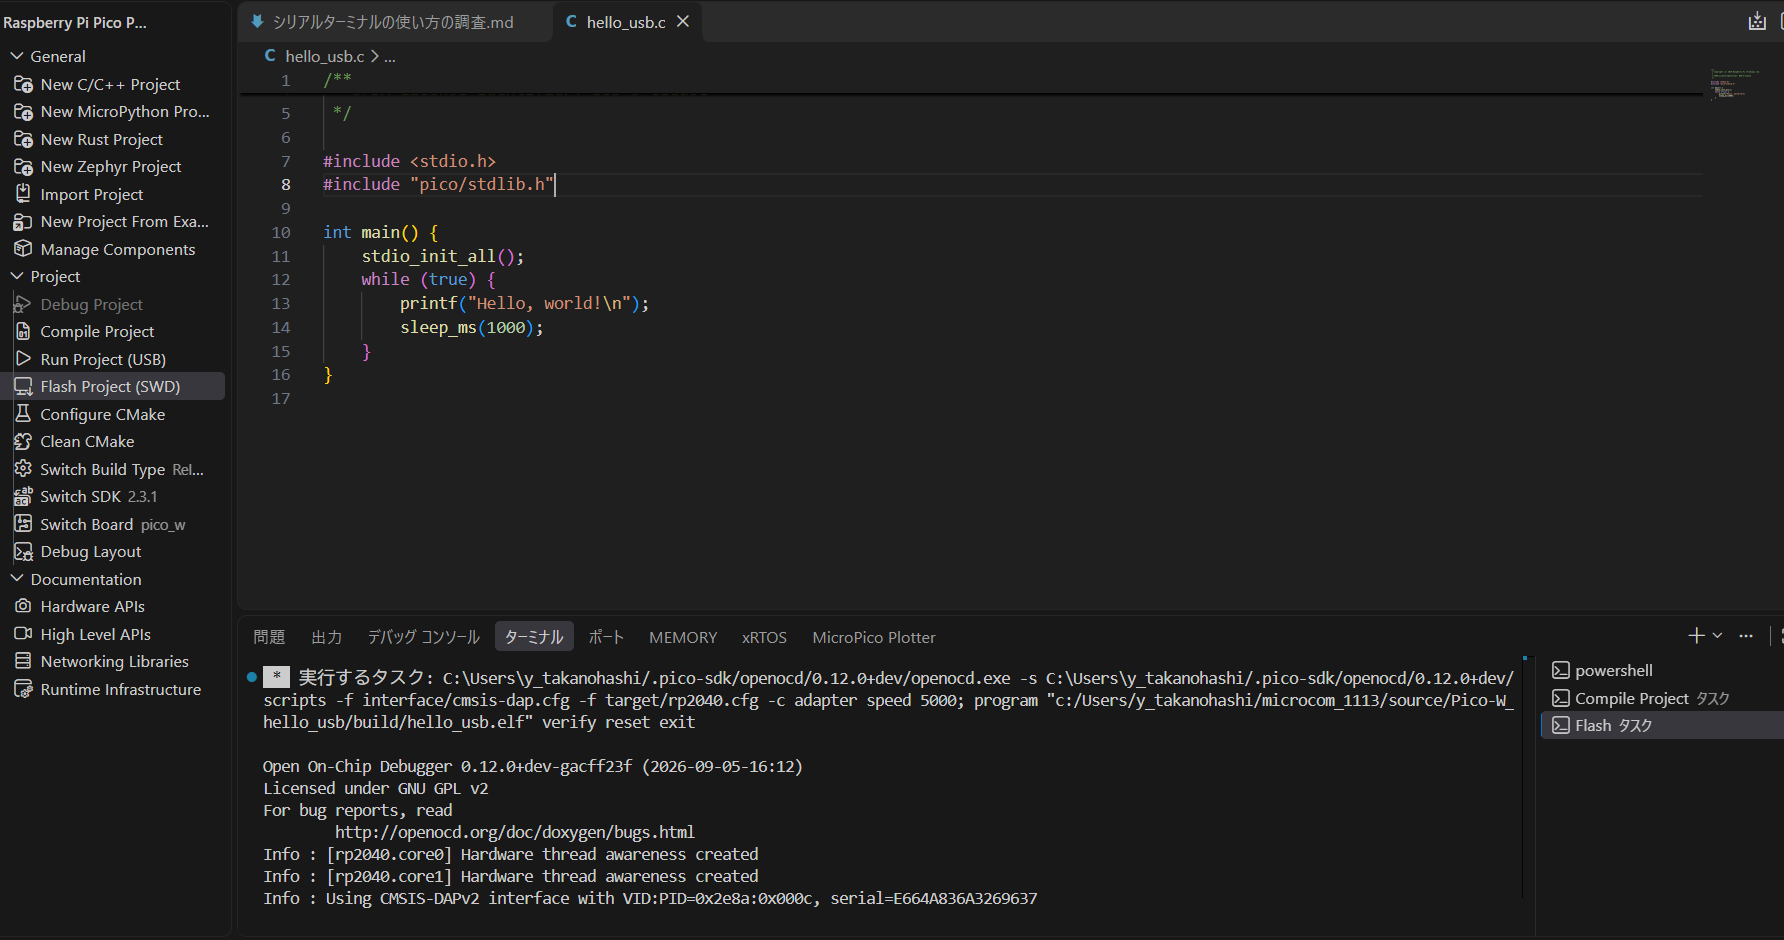 Raspberry Pi Pico P...
General
New C/C++ Project
New MicroPython Pro...
New Rust Project
New Zephyr Project
Import Project
New Project From Exa...
Manage Components
Project
Debug Project
Compile Project
Run Project (USB)
Flash Project (SWD)
Configure CMake
Clean CMake
Switch Build Type Rel...
Switch SDK 2.3.1
Switch Board pico_w
Debug Layout
Documentation
Hardware APIs
High Level APIs
Networking Libraries
Runtime Infrastructure
シリアルターミナルの使い方の調査.md
C hello_usb.c
C hello_usb.c > ...
1 /**
5 */
6
7 #include <stdio.h>
8 #include "pico/stdlib.h"
9
10 int main() {
11 stdio_init_all();
12 while (true) {
13 printf("Hello, world!\n");
14 sleep_ms(1000);
15 }
16 }
17
問題 出力 デバッグ コンソール ターミナル ポート MEMORY xRTOS MicroPico Plotter
* 実行するタスク: C:\Users\y_takanohashi/.pico-sdk/openocd/0.12.0+dev/openocd.exe -s C:\Users\y_takanohashi/.pico-sdk/openocd/0.12.0+dev/
scripts -f interface/cmsis-dap.cfg -f target/rp2040.cfg -c adapter speed 5000; program "c:/Users/y_takanohashi/microcom_1113/source/Pico-W_
hello_usb/build/hello_usb.elf" verify reset exit
Open On-Chip Debugger 0.12.0+dev-gacff23f (2026-09-05-16:12)
Licensed under GNU GPL v2
For bug reports, read
http://openocd.org/doc/doxygen/bugs.html
Info : [rp2040.core0] Hardware thread awareness created
Info : [rp2040.core1] Hardware thread awareness created
Info : Using CMSIS-DAPv2 interface with VID:PID=0x2e8a:0x000c, serial=E664A836A3269637
powershell
Compile Project タスク
Flash タスク